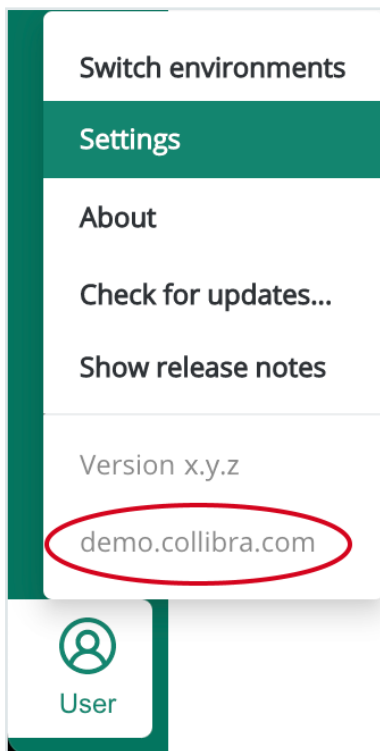 Switch environments
Settings
About
Check for updates...
Show release notes
Version x.y.z
demo.collibra.com
User